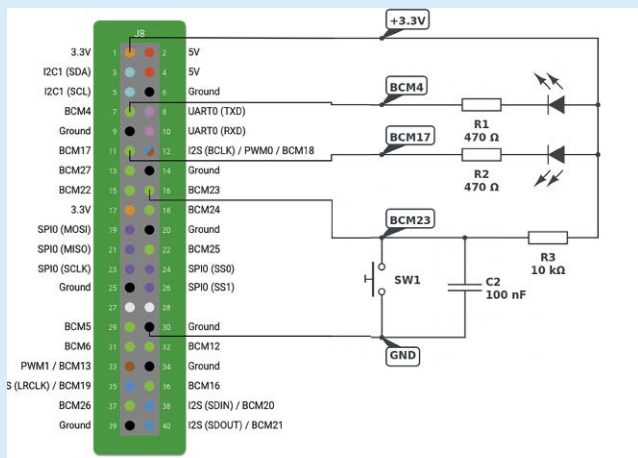 J8
3.3V 1 2 5V
I2C1 (SDA) 3 4 5V
I2C1 (SCL) 5 6 Ground
BCM4 7 8 UART0 (TXD)
Ground 9 10 UART0 (RXD)
BCM17 11 12 I2S (BCLK) / PWM0 / BCM18
BCM27 13 14 Ground
BCM22 15 16 BCM23
3.3V 17 18 BCM24
SPI0 (MOSI) 19 20 Ground
SPI0 (MISO) 21 22 BCM25
SPI0 (SCLK) 23 24 SPI0 (SS0)
Ground 25 26 SPI0 (SS1)
27 28
BCM5 29 30 Ground
BCM6 31 32 BCM12
PWM1 / BCM13 33 34 Ground
S (LRCLK) / BCM19 35 36 BCM16
BCM26 37 38 I2S (SDIN) / BCM20
Ground 39 40 I2S (SDOUT) / BCM21
+3.3V
BCM4
R1
470 Ω
BCM17
R2
470 Ω
BCM23
R3
10 kΩ
SW1
C2
100 nF
GND